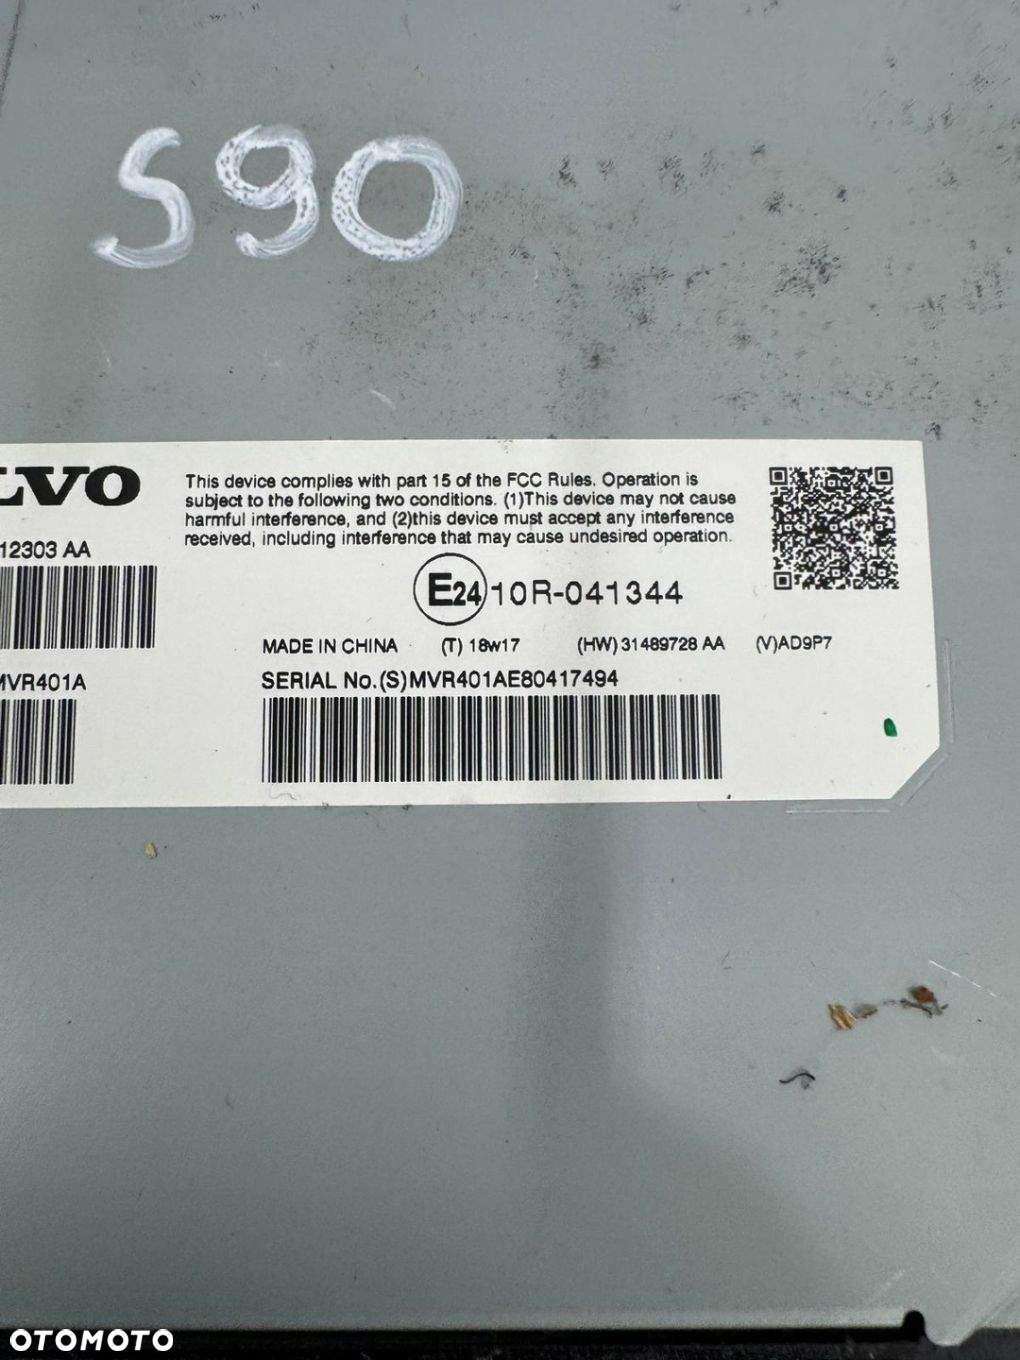 S90
LVO
This device complies with part 15 of the FCC Rules. Operation is
subject to the following two conditions. (1)This device may not cause
harmful interference, and (2)this device must accept any interference
received, including interference that may cause undesired operation.
12303 AA
E24 10R-041344
MADE IN CHINA (T) 18w17 (HW) 31489728 AA (V)AD9P7
MVR401A
SERIAL No.(S)MVR401AE80417494
OTOMOTO